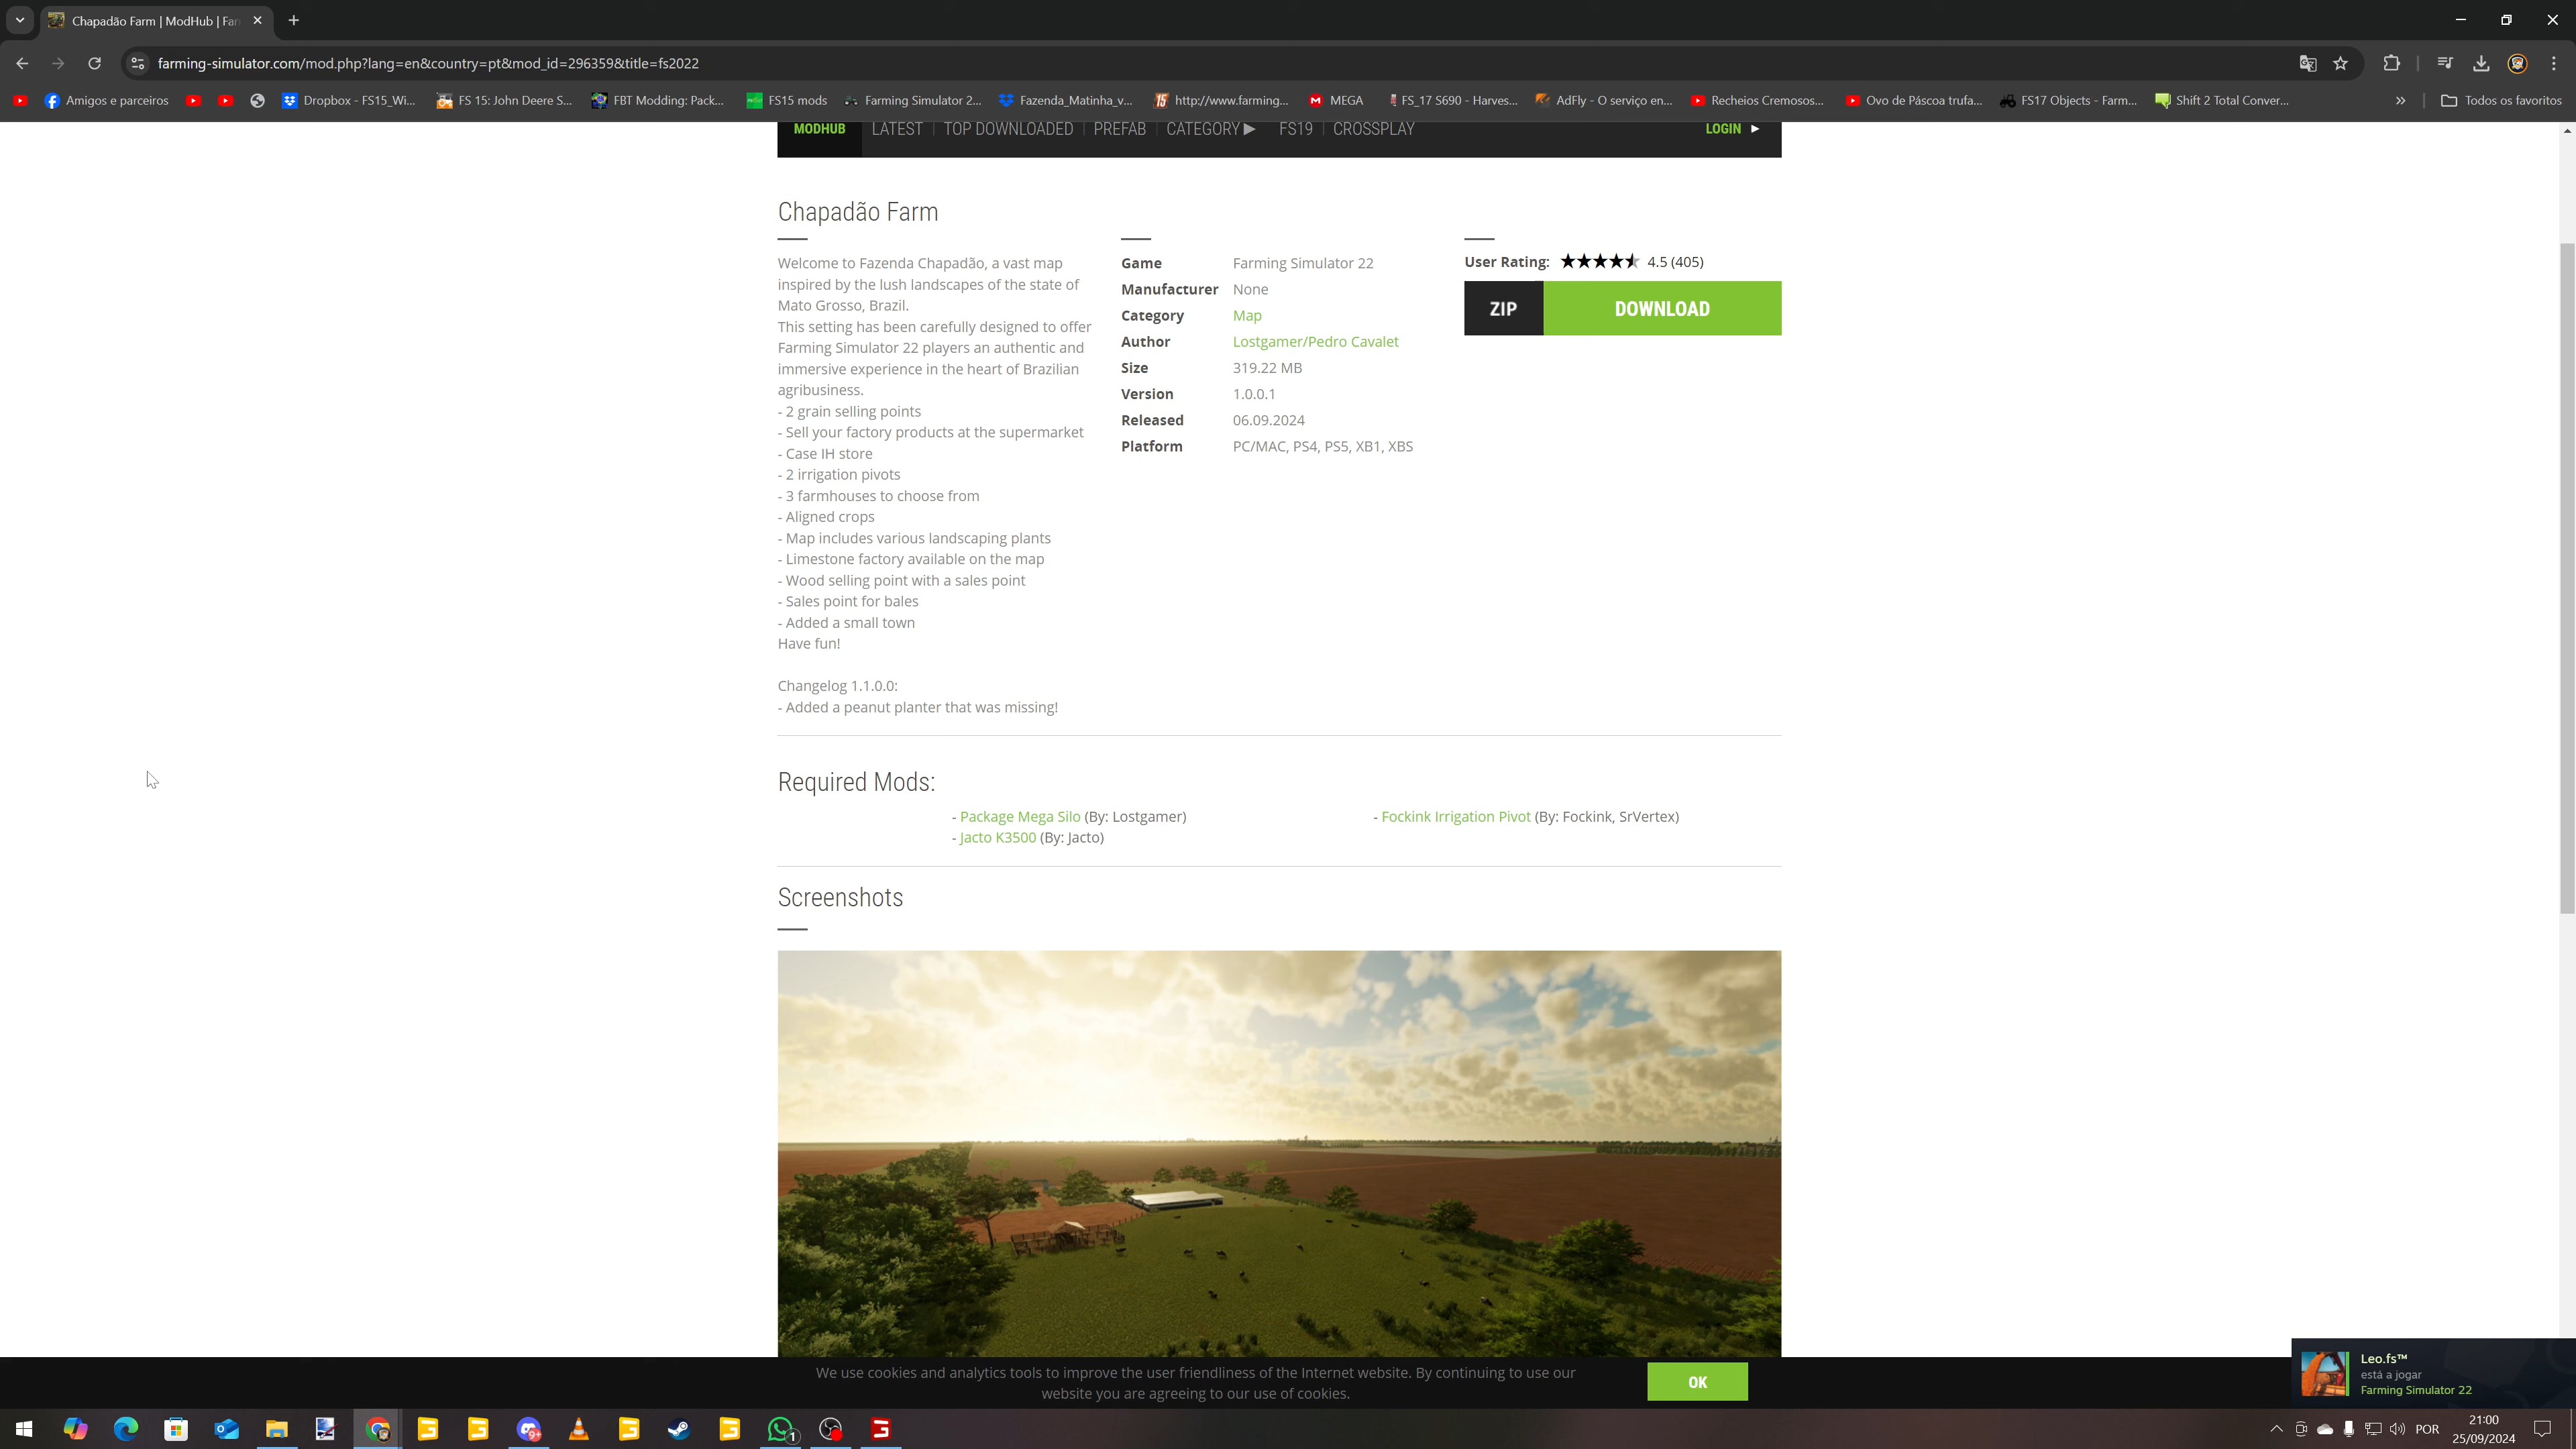 Chapadão Farm | ModHub | Far
farming-simulator.com/mod.php?lang=en&country=pt&mod_id=296359&title=fs2022
Amigos e parceiros
Dropbox - FS15_Wi...
FS 15: John Deere S...
FBT Modding: Pack...
FS15 mods
Farming Simulator 2...
Fazenda_Matinha_v...
http://www.farming...
MEGA
FS_17 S690 - Harves...
AdFly - O serviço en...
Recheios Cremosos...
Ovo de Páscoa trufa...
FS17 Objects - Farm...
Shift 2 Total Conver...
Todos os favoritos
MODHUB LATEST TOP DOWNLOADED PREFAB CATEGORY FS19 CROSSPLAY LOGIN
Chapadão Farm
Welcome to Fazenda Chapadão, a vast map
inspired by the lush landscapes of the state of
Mato Grosso, Brazil.
This setting has been carefully designed to offer
Farming Simulator 22 players an authentic and
immersive experience in the heart of Brazilian
agribusiness.
- 2 grain selling points
- Sell your factory products at the supermarket
- Case IH store
- 2 irrigation pivots
- 3 farmhouses to choose from
- Aligned crops
- Map includes various landscaping plants
- Limestone factory available on the map
- Wood selling point with a sales point
- Sales point for bales
- Added a small town
Have fun!
Changelog 1.1.0.0:
- Added a peanut planter that was missing!
Game Farming Simulator 22
Manufacturer None
Category Map
Author Lostgamer/Pedro Cavalet
Size 319.22 MB
Version 1.0.0.1
Released 06.09.2024
Platform PC/MAC, PS4, PS5, XB1, XBS
User Rating: 4.5 (405)
ZIP DOWNLOAD
Required Mods:
- Package Mega Silo (By: Lostgamer)
- Jacto K3500 (By: Jacto)
- Fockink Irrigation Pivot (By: Fockink, SrVertex)
Screenshots
We use cookies and analytics tools to improve the user friendliness of the Internet website. By continuing to use our
website you are agreeing to our use of cookies.
OK
Leo.fs™
está a jogar
Farming Simulator 22
9+
1
POR
21:00
25/09/2024